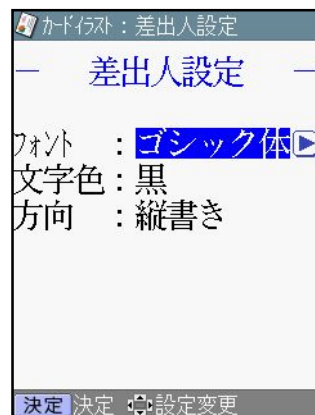 ｶｰﾄﾞｲﾗｽﾄ：差出人設定
－ 差出人設定 －
ﾌｫﾝﾄ ：ゴシック体
文字色：黒
方向 ：縦書き
決定 決定 設定変更